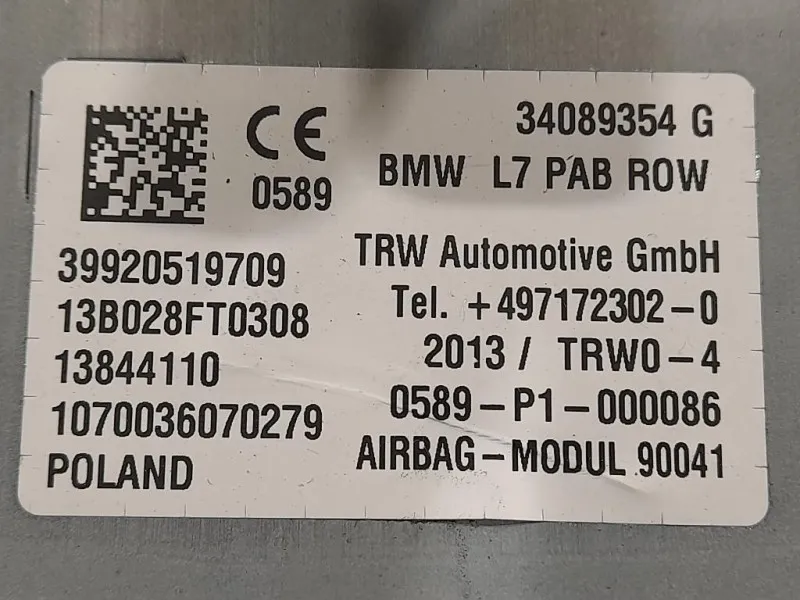 CE
0589
34089354 G
BMW L7 PAB ROW
39920519709
13B028FT0308
13844110
1070036070279
POLAND
TRW Automotive GmbH
Tel. +497172302-0
2013 / TRW0-4
0589-P1-000086
AIRBAG-MODUL 90041